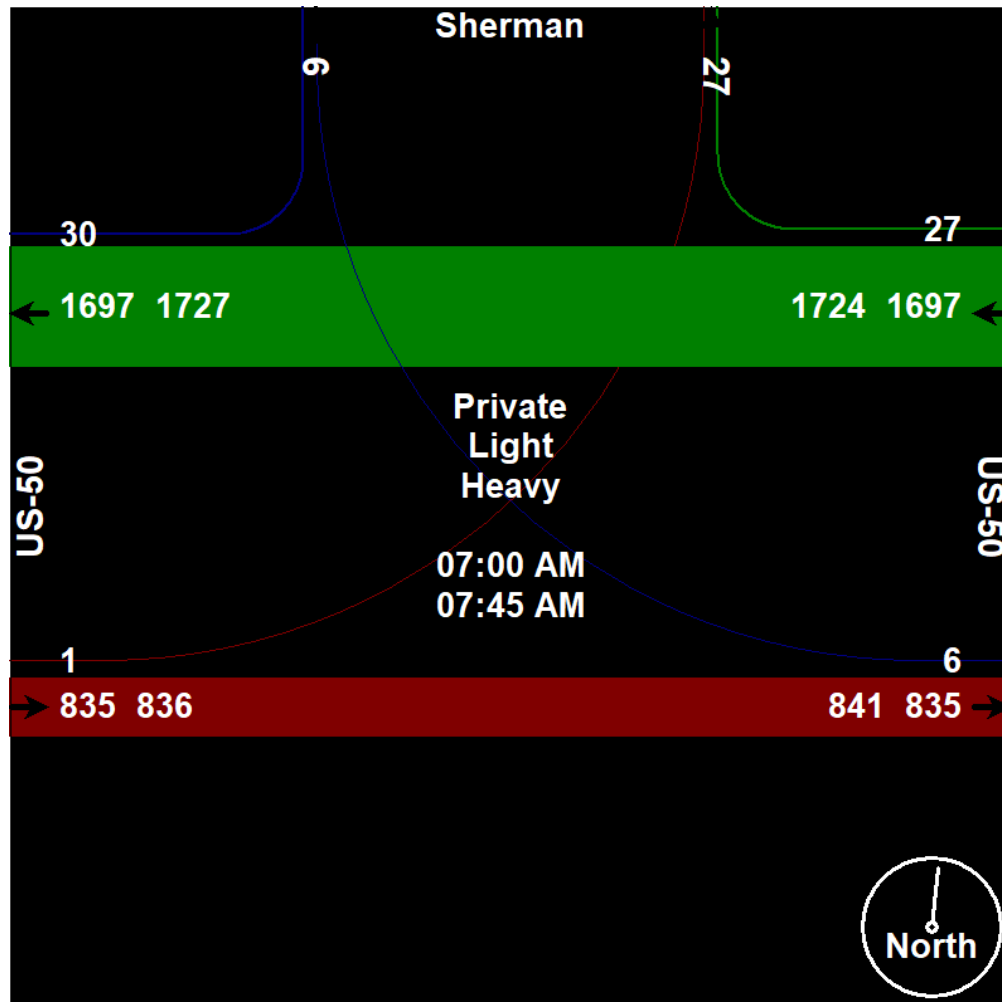 Sherman
6
27
30
27
1697 1727
1724 1697
Private
Light
Heavy
US-50
US-50
07:00 AM
07:45 AM
1
6
835 836
841 835
North